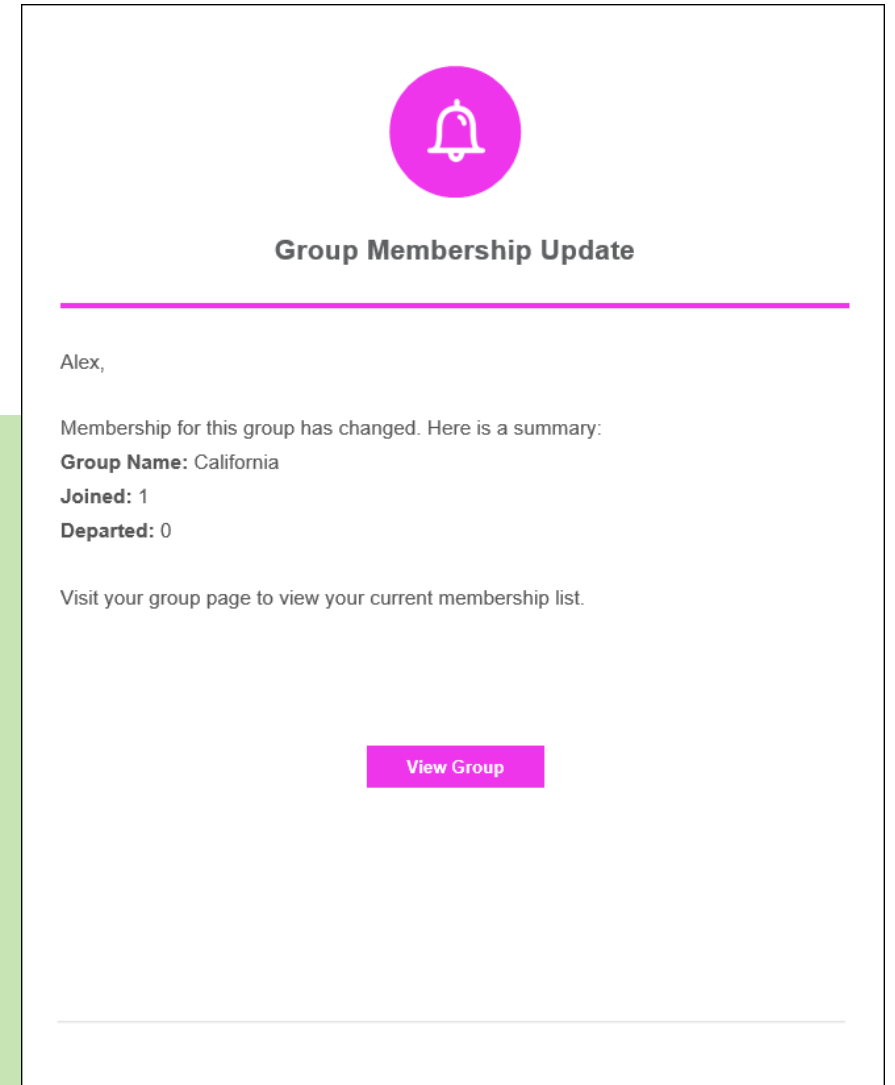 Group Membership Update
Alex,
Membership for this group has changed. Here is a summary:
Group Name: California
Joined: 1
Departed: 0
Visit your group page to view your current membership list.
View Group